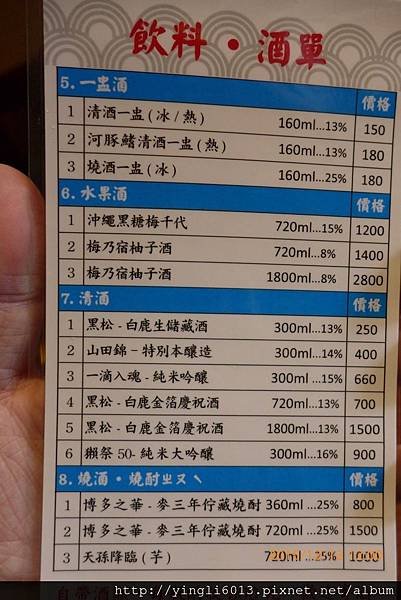 飲料•酒單
5. 一盅酒 價格
1 清酒一盅(冰/熱) 160ml...13% 150
2 河豚鰭清酒一盅(熱) 160ml...13% 180
3 燒酒一盅(冰) 160ml...25% 180
6. 水果酒 價格
1 沖繩黑糖梅千代 720ml...15% 1200
2 梅乃宿柚子酒 720ml...8% 1400
3 梅乃宿柚子酒 1800ml...8% 2800
7. 清酒 價格
1 黑松-白鹿生儲藏酒 300ml...13% 250
2 山田錦-特別本釀造 300ml...14% 400
3 一滴入魂-純米吟釀 300ml ...15% 660
4 黑松-白鹿金箔慶祝酒 720ml...13% 700
5 黑松-白鹿金箔慶祝酒 1800ml...13% 1500
6 獺祭50-純米大吟釀 300ml...16% 900
8. 燒酒•燒酎ㄓㄡˋ 價格
1 博多之華-麥三年佇藏燒酎 360ml ...25% 800
2 博多之華-麥三年佇藏燒酎 720ml ...25% 1500
3 天孫降臨(芋) 720ml ...25% 1000
http://yingli6013.pixnet.net/album